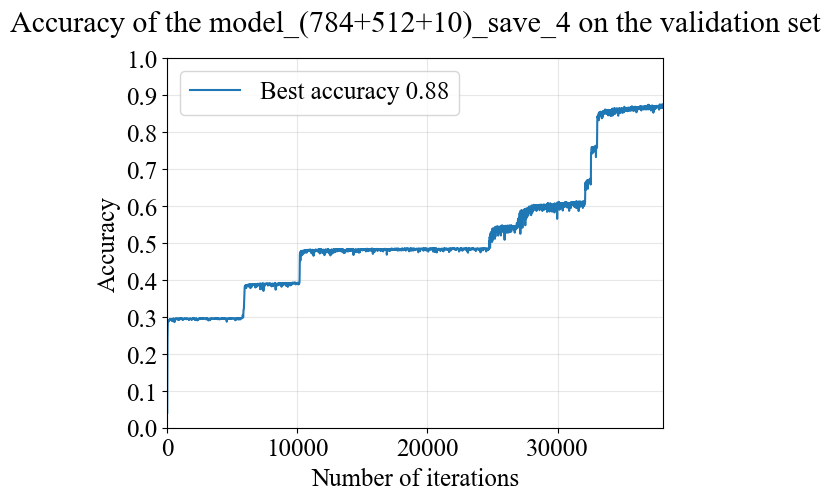 Accuracy of the model_(784+512+10)_save_4 on the validation set
Best accuracy 0.88
1.0
0.9
0.8
0.7
0.6
0.5
0.4
0.3
0.2
0.1
0.0
Accuracy
0 10000 20000 30000
Number of iterations